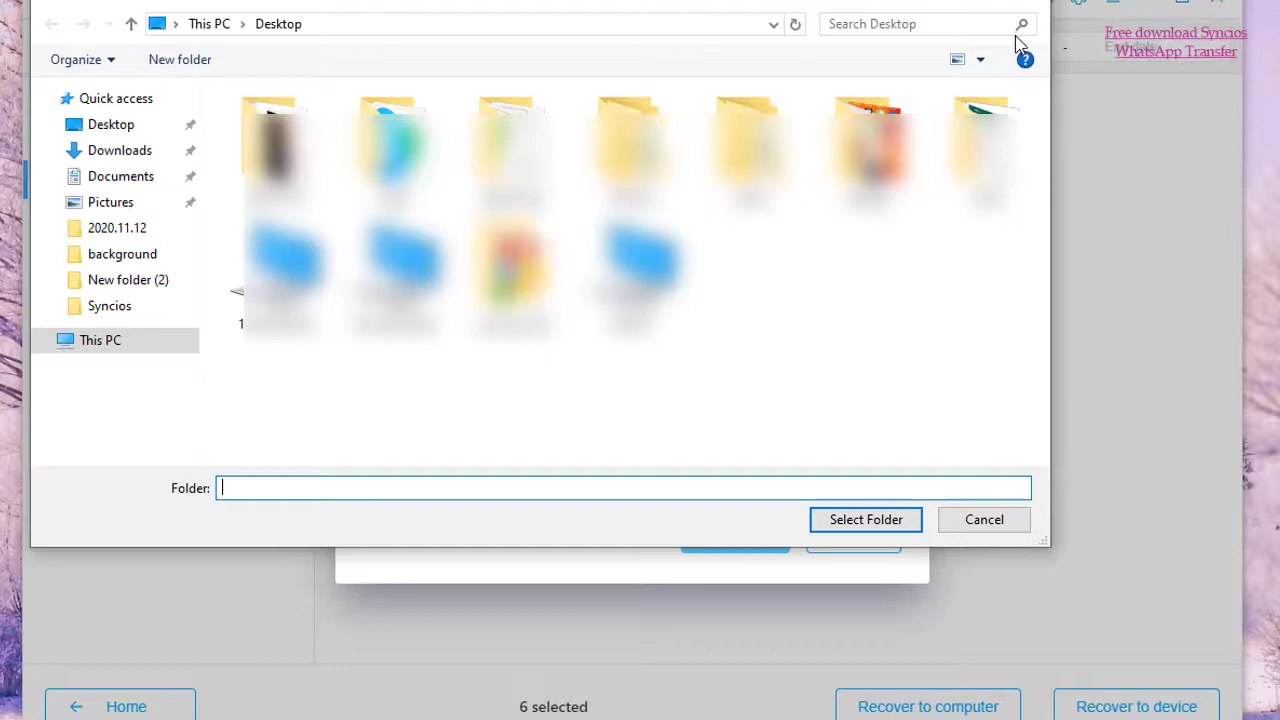 This PC > Desktop
Search Desktop
Free download Syncios
WhatsApp Transfer
-
Organize
New folder
?
Quick access
Desktop
Downloads
Documents
Pictures
2020.11.12
background
New folder (2)
Syncios
This PC
1
Folder:
Select Folder
Cancel
Home
6 selected
Recover to computer
Recover to device